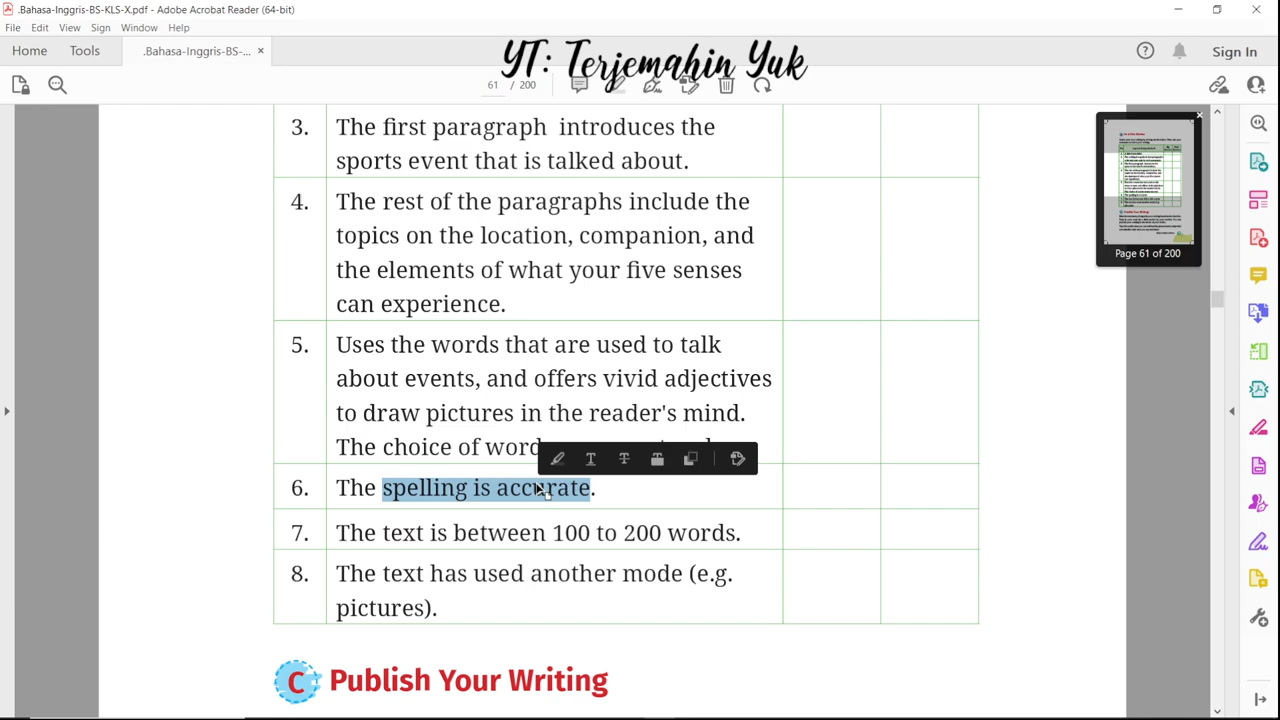 .Bahasa-Inggris-BS-KLS-X.pdf - Adobe Acrobat Reader (64-bit)
File Edit View Sign Window Help
Home Tools .Bahasa-Inggris-BS-... × Sign In
YT: Terjemahin Yuk
61 / 200
3. The first paragraph introduces the
sports event that is talked about.
4. The rest of the paragraphs include the
topics on the location, companion, and
the elements of what your five senses
can experience.
5. Uses the words that are used to talk
about events, and offers vivid adjectives
to draw pictures in the reader's mind.
The choice of word
6. The spelling is accurate.
7. The text is between 100 to 200 words.
8. The text has used another mode (e.g.
pictures).
C Publish Your Writing
Page 61 of 200